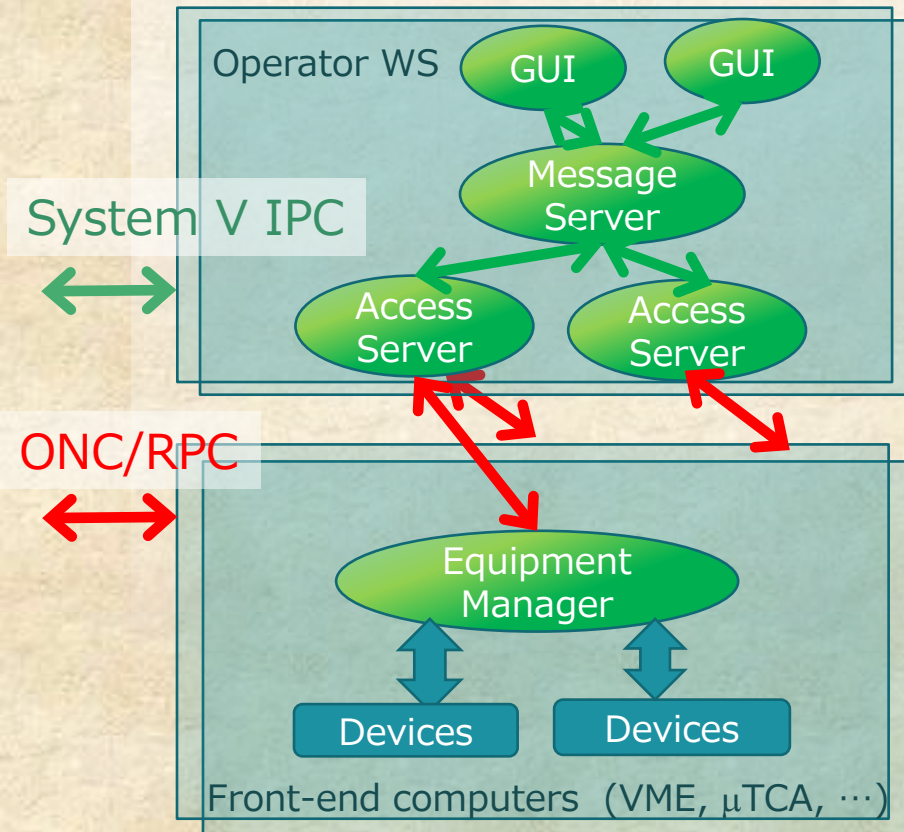 Operator WS
GUI
GUI
Message
Server
System V IPC
Access
Server
Access
Server
ONC/RPC
Equipment
Manager
Devices
Devices
Front-end computers (VME, μTCA, ⋯)